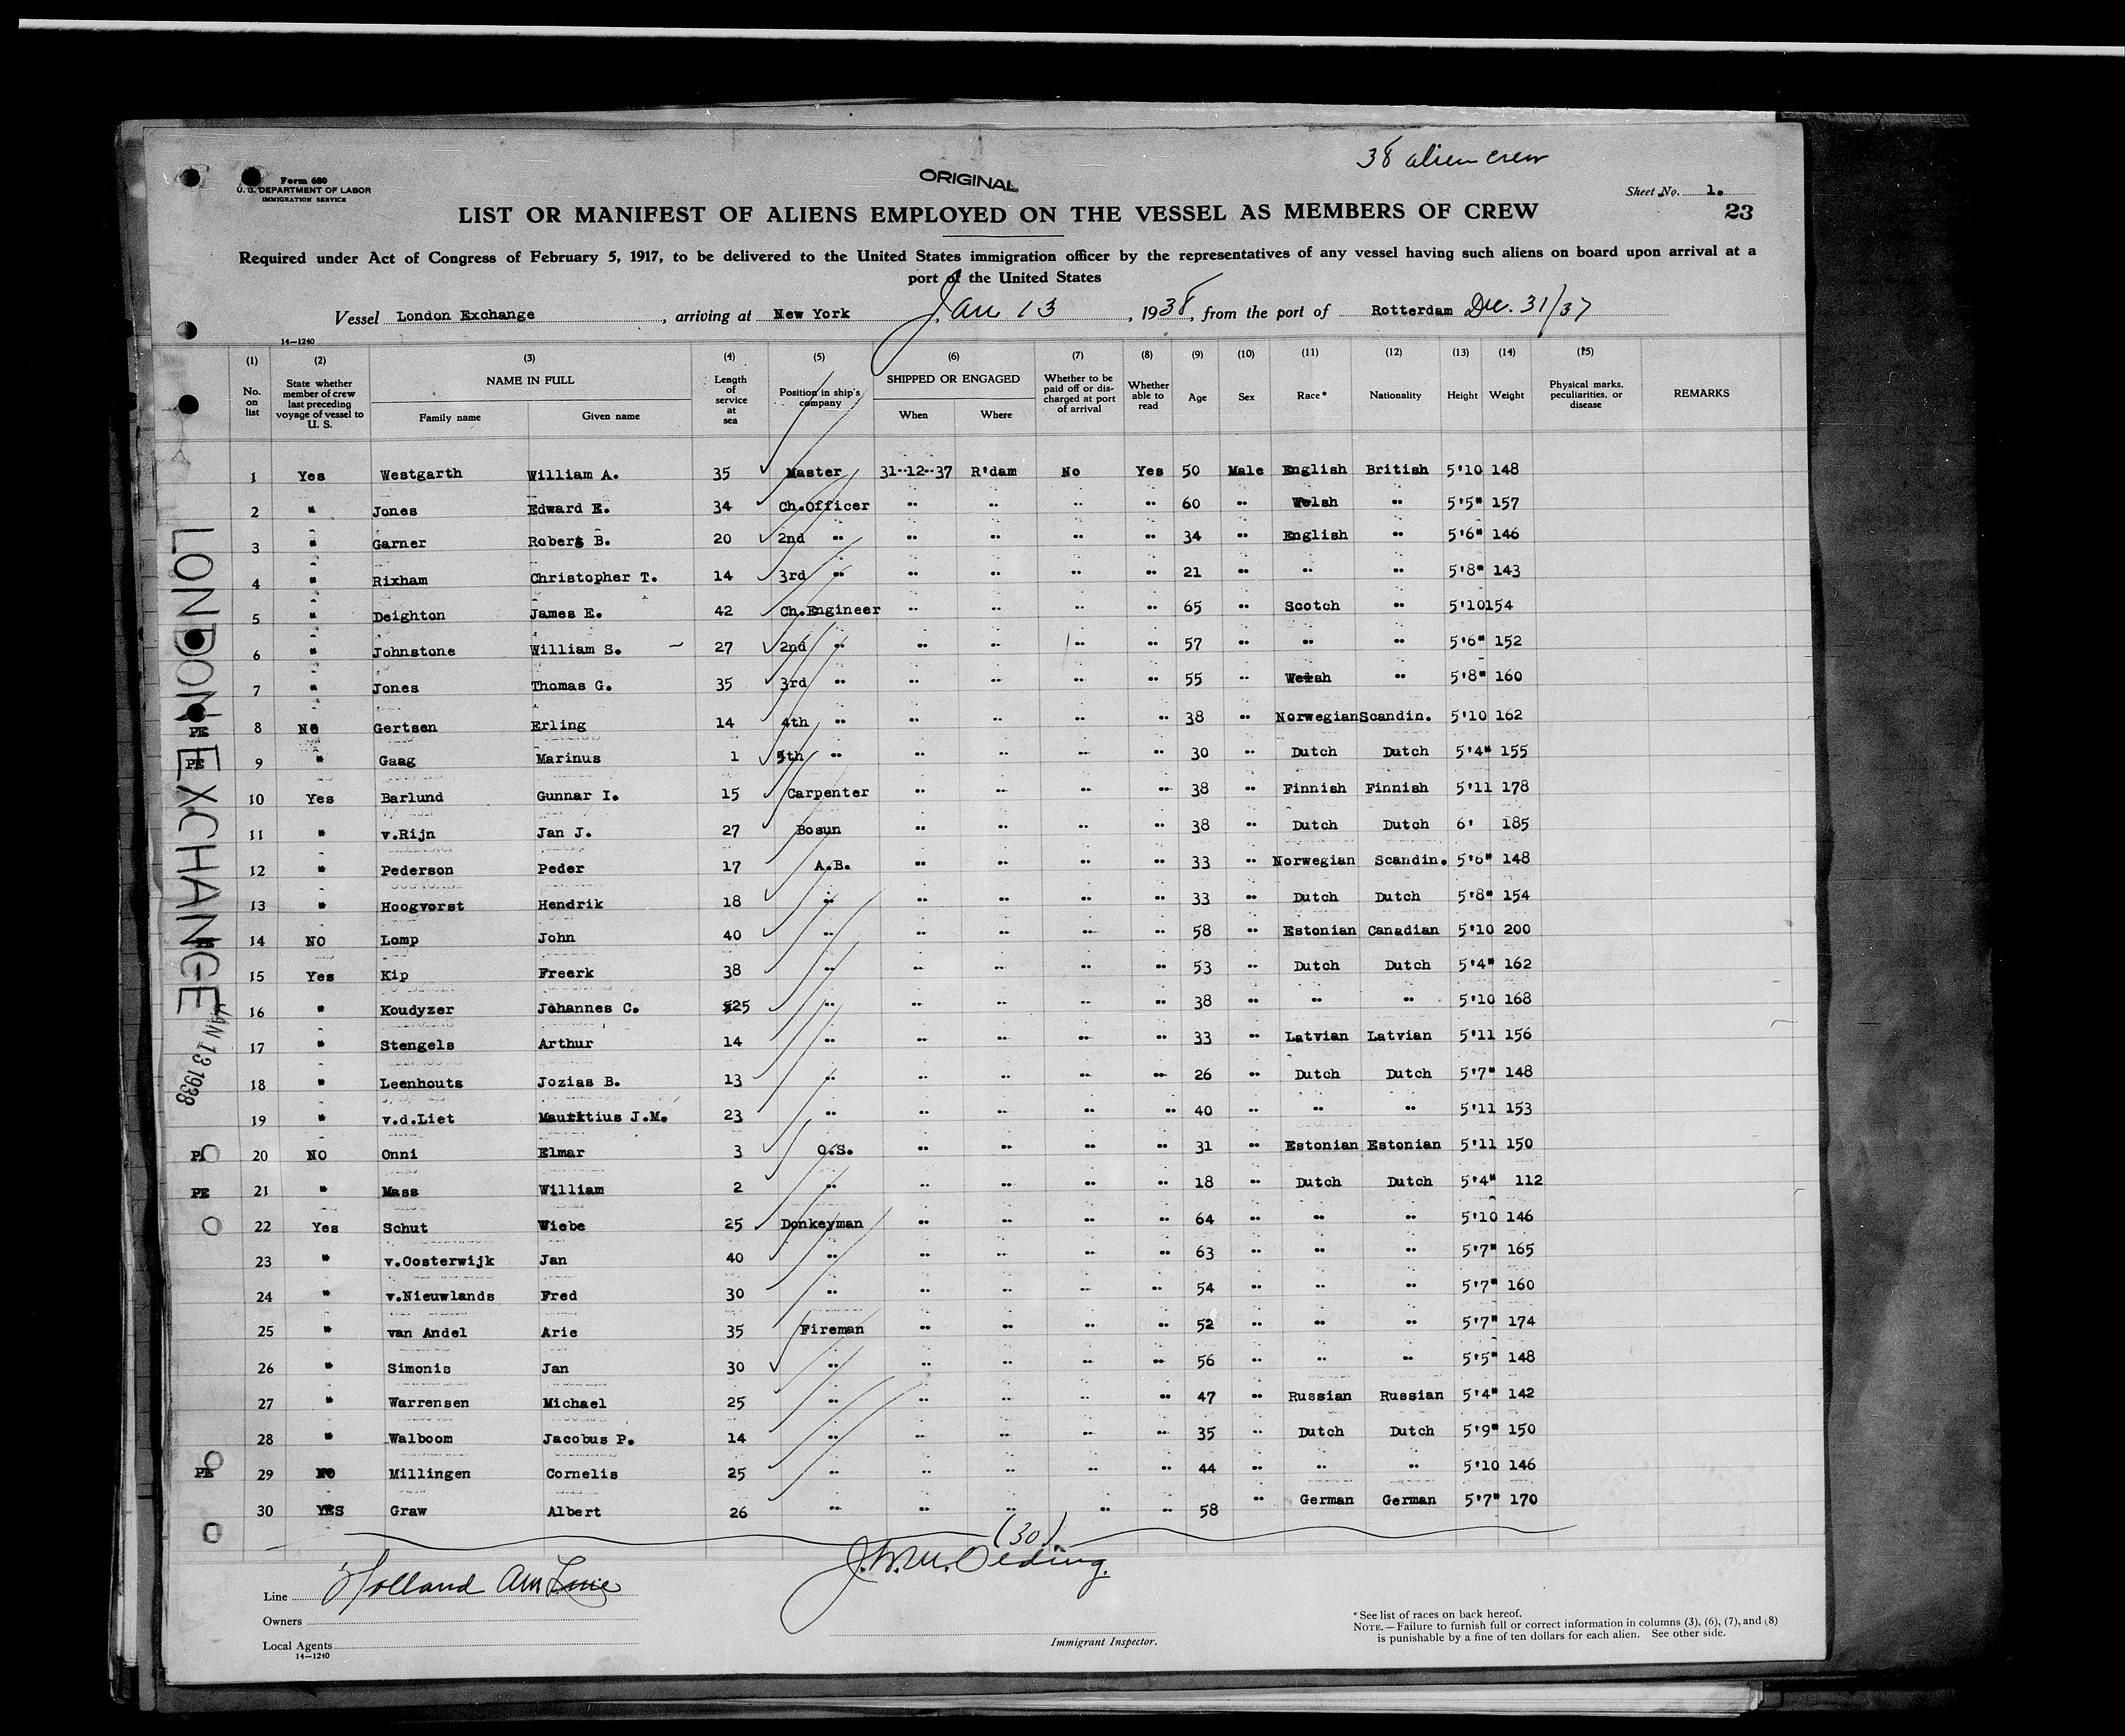 38 alien crew
Form 680
U. S. DEPARTMENT OF LABOR
IMMIGRATION SERVICE
ORIGINAL
Sheet No. 1.
LIST OR MANIFEST OF ALIENS EMPLOYED ON THE VESSEL AS MEMBERS OF CREW
23
Required under Act of Congress of February 5, 1917, to be delivered to the United States immigration officer by the representatives of any vessel having such aliens on board upon arrival at a
port of the United States
Vessel London Exchange, arriving at New York Jan 13, 1938, from the port of Rotterdam Dec. 31/37
14—1240
(1) (2) (3) (4) (5) (6) (7) (8) (9) (10) (11) (12) (13) (14) (15)
No. on list State whether member of crew last preceding voyage of vessel to U. S. NAME IN FULL Family name Given name Length of service at sea Position in ship's company SHIPPED OR ENGAGED When Where Whether to be paid off or discharged at port of arrival Whether able to read Age Sex Race* Nationality Height Weight Physical marks, peculiarities, or disease REMARKS
1 Yes Westgarth William A. 35 Master 31-12-37 R'dam No Yes 50 Male English British 5'10 148
2 " Jones Edward E. 34 Ch.Officer " " " " 60 " Welsh " 5'5" 157
3 " Garner Robert B. 20 2nd " " " " " 34 " English " 5'6" 146
4 " Rixham Christopher T. 14 3rd " " " " " 21 " " " 5'8" 143
5 " Deighton James E. 42 Ch.Engineer " " " " 65 " Scotch " 5'10 154
6 " Johnstone William S. 27 2nd " " " " " 57 " " " 5'6" 152
7 " Jones Thomas G. 35 3rd " " " " " 55 " Welsh " 5'8" 160
PE 8 No Gertsen Erling 14 4th " " " " " 38 " Norwegian Scandin. 5'10 162
PE 9 " Gaag Marinus 1 5th " " " " " 30 " Dutch Dutch 5'4" 155
10 Yes Barlund Gunnar I. 15 Carpenter " " " " 38 " Finnish Finnish 5'11 178
11 " v.Rijn Jan J. 27 Bosun " " " " 38 " Dutch Dutch 6' 185
12 " Pederson Peder 17 A.B. " " " " 33 " Norwegian Scandin. 5'6" 148
13 " Hoogvorst Hendrik 18 " " " " " 33 " Dutch Dutch 5'8" 154
14 NO Lomp John 40 " " " " " 58 " Estonian Canadian 5'10 200
15 Yes Kip Freerk 38 " " " " " 53 " Dutch Dutch 5'4" 162
16 " Koudyzer Johannes C. 25 " " " " " 38 " " " 5'10 168
17 " Stengels Arthur 14 " " " " " 33 " Latvian Latvian 5'11 156
18 " Leenhouts Jozias B. 13 " " " " " 26 " Dutch Dutch 5'7" 148
19 " v.d.Liet J.M. 23 " " " " " 40 " " " 5'11 153
20 NO Onni Elmar 3 O.S. " " " " 31 " Estonian Estonian 5'11 150
PE 21 " Mass William 2 " " " " " 18 " Dutch Dutch 5'4" 112
22 Yes Schut Wiebe 25 Donkeyman " " " " 64 " " " 5'10 146
23 " v.Oosterwijk Jan 40 " " " " " 63 " " " 5'7" 165
24 " v.Nieuwlands Fred 30 " " " " " 54 " " " 5'7" 160
25 " van Andel Arie 35 Fireman " " " " 52 " " " 5'7" 174
26 " Simonis Jan 30 " " " " " 56 " " " 5'5" 148
27 " Warrensen Michael 25 " " " " " 47 " Russian Russian 5'4" 142
28 " Walboom Jacobus P. 14 " " " " " 35 " Dutch Dutch 5'9" 150
PE 29 NO Millingen Cornelis 25 " " " " " 44 " " " 5'10 146
30 YES Graw Albert 26 " " " " " 58 " German German 5'7" 170
LONDON EXCHANGE
JAN 13 1938
(30)
Line Holland Am Line
Owners
Local Agents
14—1240
Immigrant Inspector.
* See list of races on back hereof.
NOTE.—Failure to furnish full or correct information in columns (3), (6), (7), and (8)
is punishable by a fine of ten dollars for each alien. See other side.